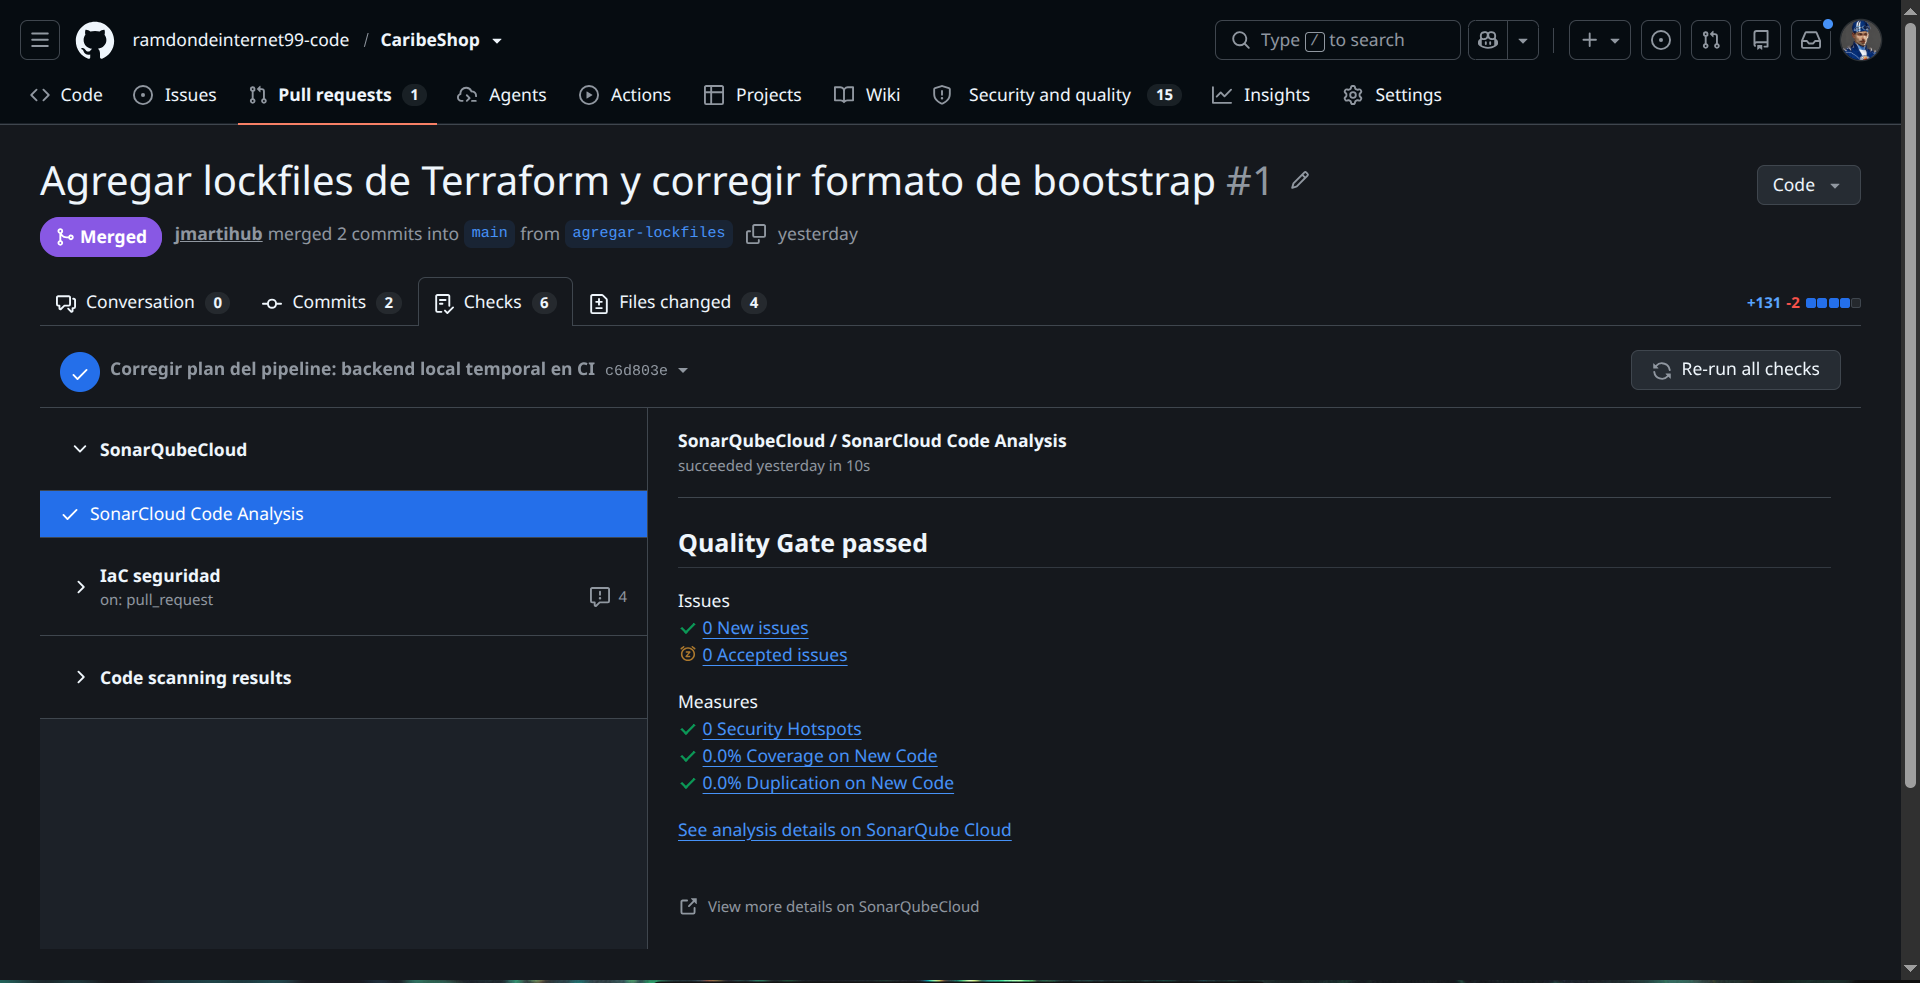 ramdondeinternet99-code / CaribeShop
Type / to search
Code
Issues
Pull requests 1
Agents
Actions
Projects
Wiki
Security and quality 15
Insights
Settings
Agregar lockfiles de Terraform y corregir formato de bootstrap #1
Code
Merged
jmartihub merged 2 commits into main from agregar-lockfiles yesterday
Conversation 0
Commits 2
Checks 6
Files changed 4
+131 -2
Corregir plan del pipeline: backend local temporal en CI c6d803e
Re-run all checks
SonarQubeCloud
SonarCloud Code Analysis
IaC seguridad
on: pull_request
4
Code scanning results
SonarQubeCloud / SonarCloud Code Analysis
succeeded yesterday in 10s
Quality Gate passed
Issues
0 New issues
0 Accepted issues
Measures
0 Security Hotspots
0.0% Coverage on New Code
0.0% Duplication on New Code
See analysis details on SonarQube Cloud
View more details on SonarQubeCloud